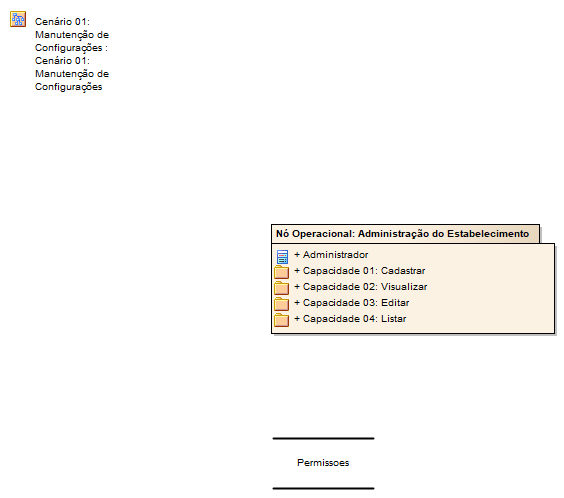 Cenário 01:
Manutenção de
Configurações :
Cenário 01:
Manutenção de
Configurações
Nó Operacional: Administração do Estabelecimento
+ Administrador
+ Capacidade 01: Cadastrar
+ Capacidade 02: Visualizar
+ Capacidade 03: Editar
+ Capacidade 04: Listar
Permissoes